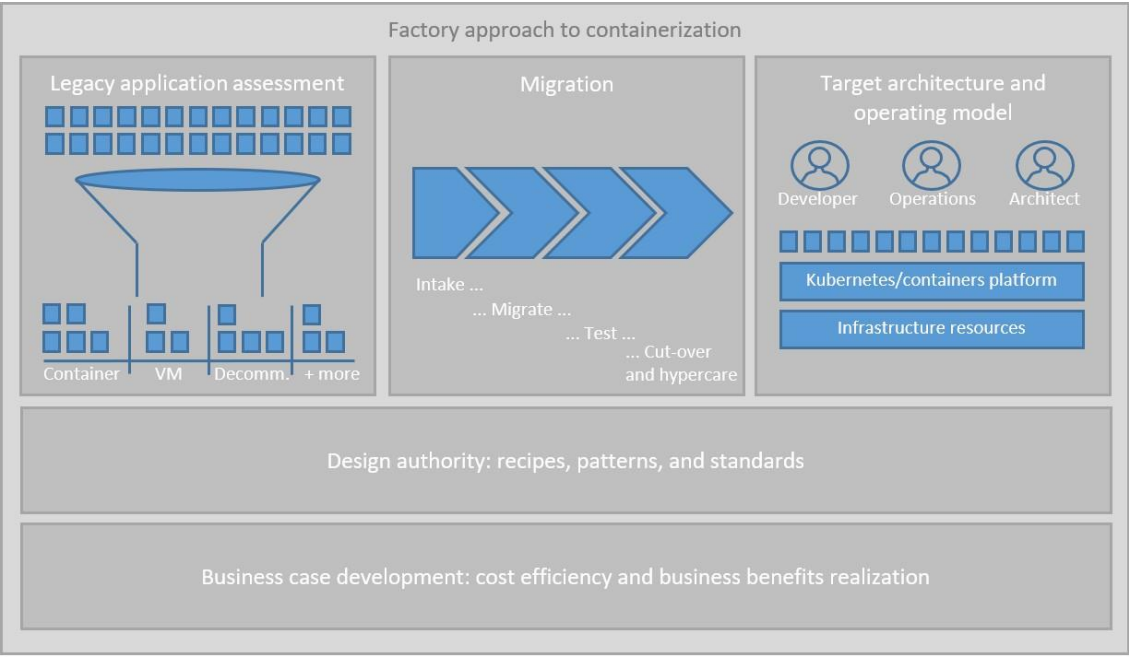 Factory approach to containerization
Legacy application assessment
Container
VM
Decomm.
+ more
Migration
Intake ...
... Migrate ...
... Test ...
... Cut-over
and hypercare
Target architecture and
operating model
Developer
Operations
Architect
Kubernetes/containers platform
Infrastructure resources
Design authority: recipes, patterns, and standards
Business case development: cost efficiency and business benefits realization